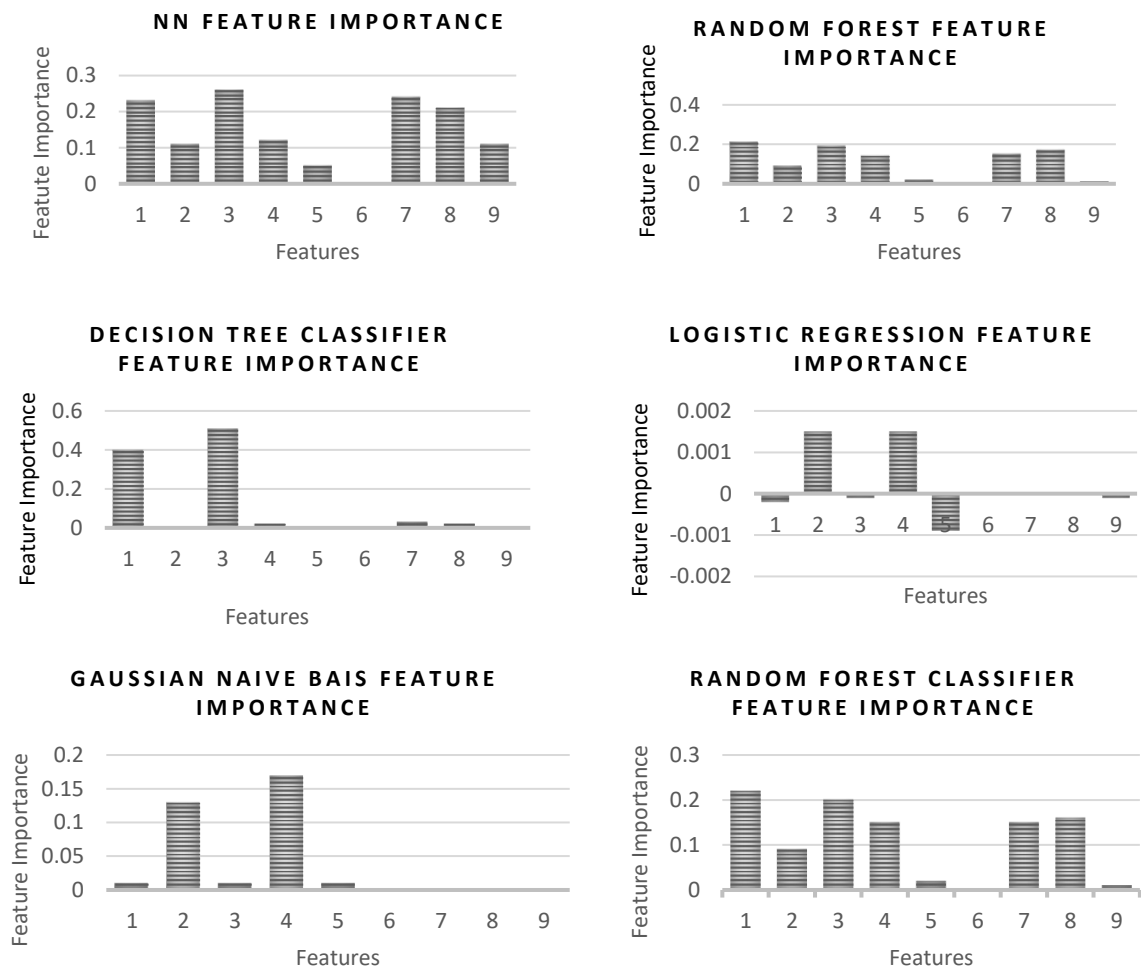 NN FEATURE IMPORTANCE
Featute Importance
0.3
0.2
0.1
0
1 2 3 4 5 6 7 8 9
Features
RANDOM FOREST FEATURE
IMPORTANCE
Feature Importance
0.4
0.2
0
1 2 3 4 5 6 7 8 9
Features
DECISION TREE CLASSIFIER
FEATURE IMPORTANCE
Feature Importance
0.6
0.4
0.2
0
1 2 3 4 5 6 7 8 9
Features
LOGISTIC REGRESSION FEATURE
IMPORTANCE
Feature Importance
0.002
0.001
0
1 2 3 4 5 6 7 8 9
-0.001
-0.002
Features
GAUSSIAN NAIVE BAIS FEATURE
IMPORTANCE
Feature Importance
0.2
0.15
0.1
0.05
0
1 2 3 4 5 6 7 8 9
Features
RANDOM FOREST CLASSIFIER
FEATURE IMPORTANCE
Feature Importance
0.3
0.2
0.1
0
1 2 3 4 5 6 7 8 9
Features